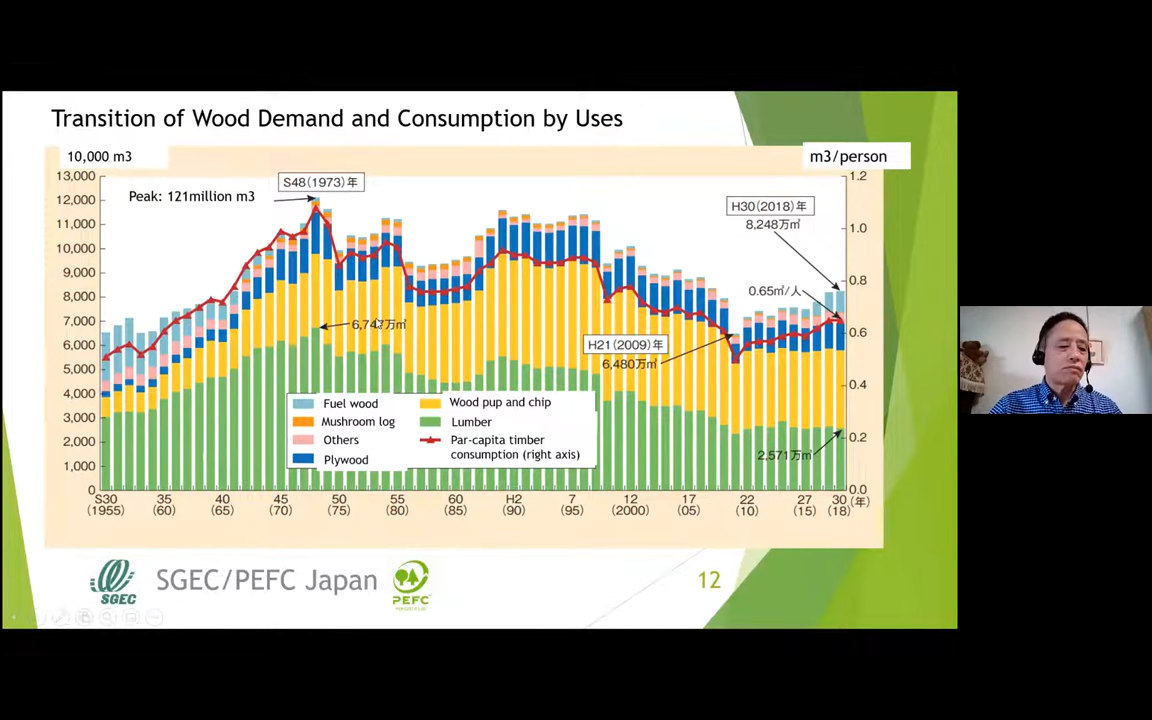 Transition of Wood Demand and Consumption by Uses
10,000 m3
m3/person
Peak: 121million m3
S48(1973)年
H30(2018)年
8,248万㎥
0.65㎥/人
6,747万㎥
H21(2009)年
6,480万㎥
2,571万㎥
13,000
12,000
11,000
10,000
9,000
8,000
7,000
6,000
5,000
4,000
3,000
2,000
1,000
0
1.2
1.0
0.8
0.6
0.4
0.2
0.0
Fuel wood
Mushroom log
Others
Plywood
Wood pup and chip
Lumber
Par-capita timber
consumption (right axis)
S30 35 40 45 50 55 60 H2 7 12 17 22 27 30 (年)
(1955) (60) (65) (70) (75) (80) (85) (90) (95) (2000) (05) (10) (15) (18)
SGEC
SGEC/PEFC Japan
PEFC
12